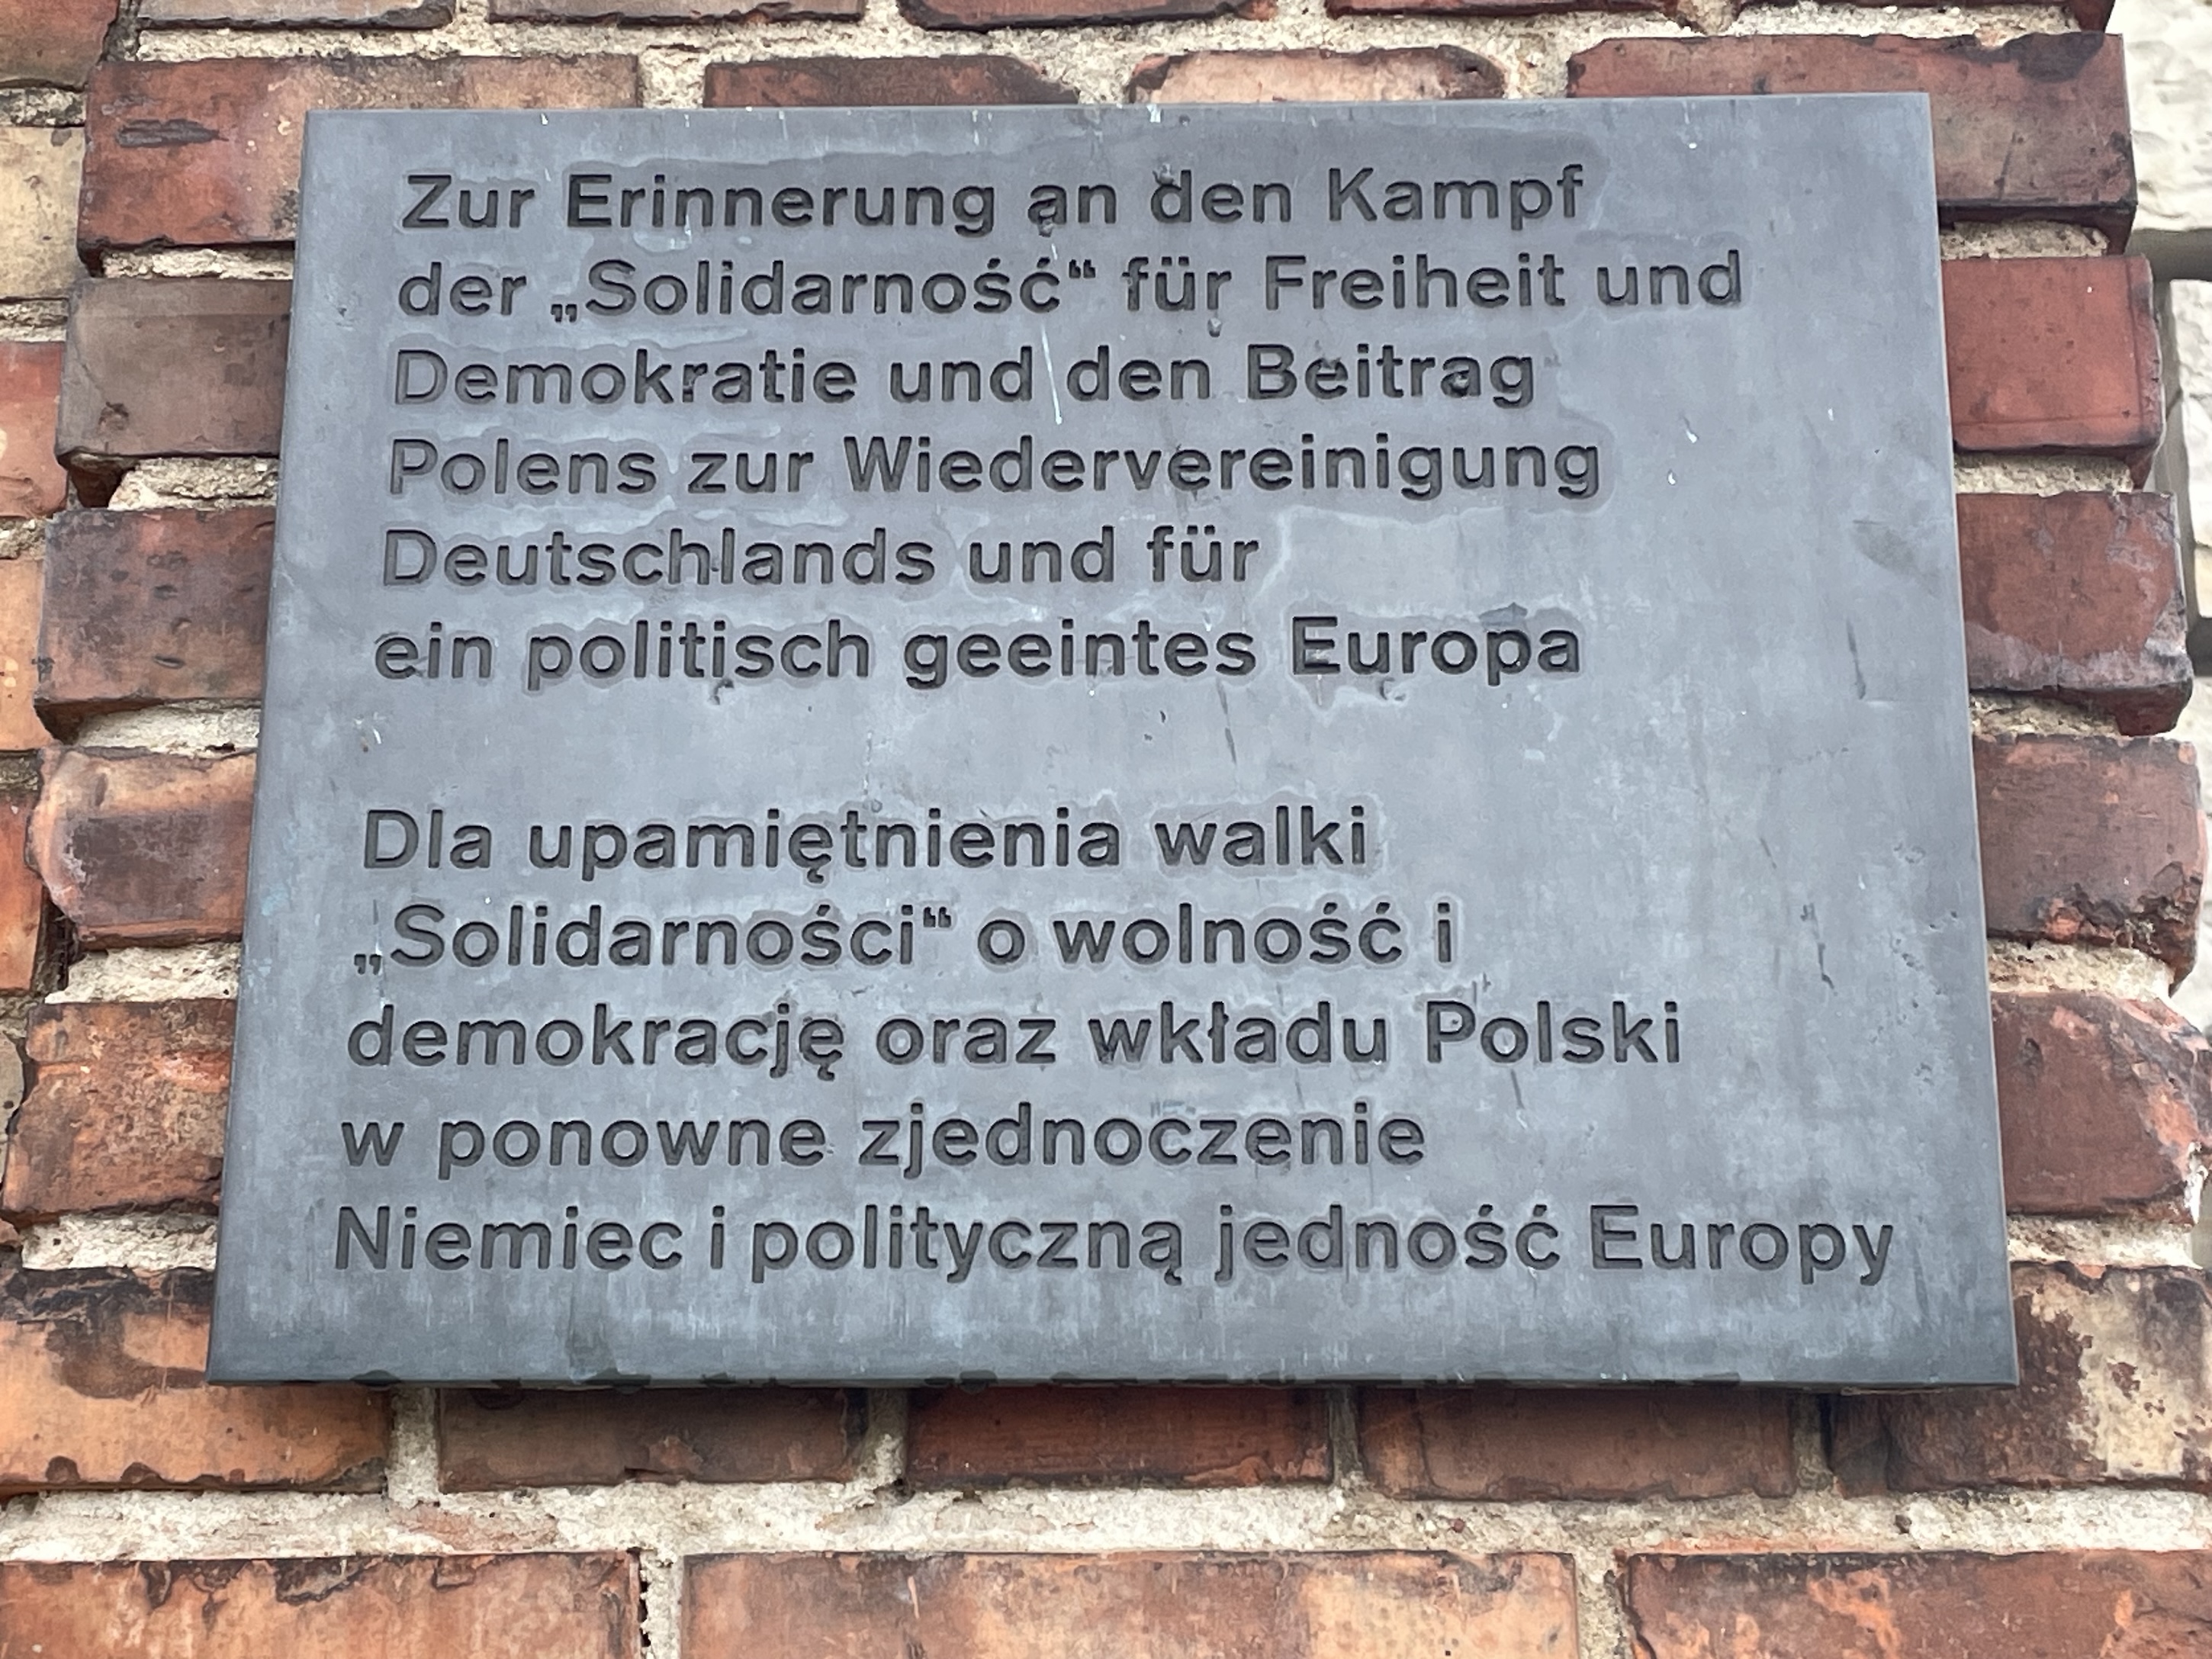 Zur Erinnerung an den Kampf
der „Solidarność“ für Freiheit und
Demokratie und den Beitrag
Polens zur Wiedervereinigung
Deutschlands und für
ein politisch geeintes Europa
Dla upamiętnienia walki
„Solidarności“ o wolność i
demokrację oraz wkładu Polski
w ponowne zjednoczenie
Niemiec i polityczną jedność Europy